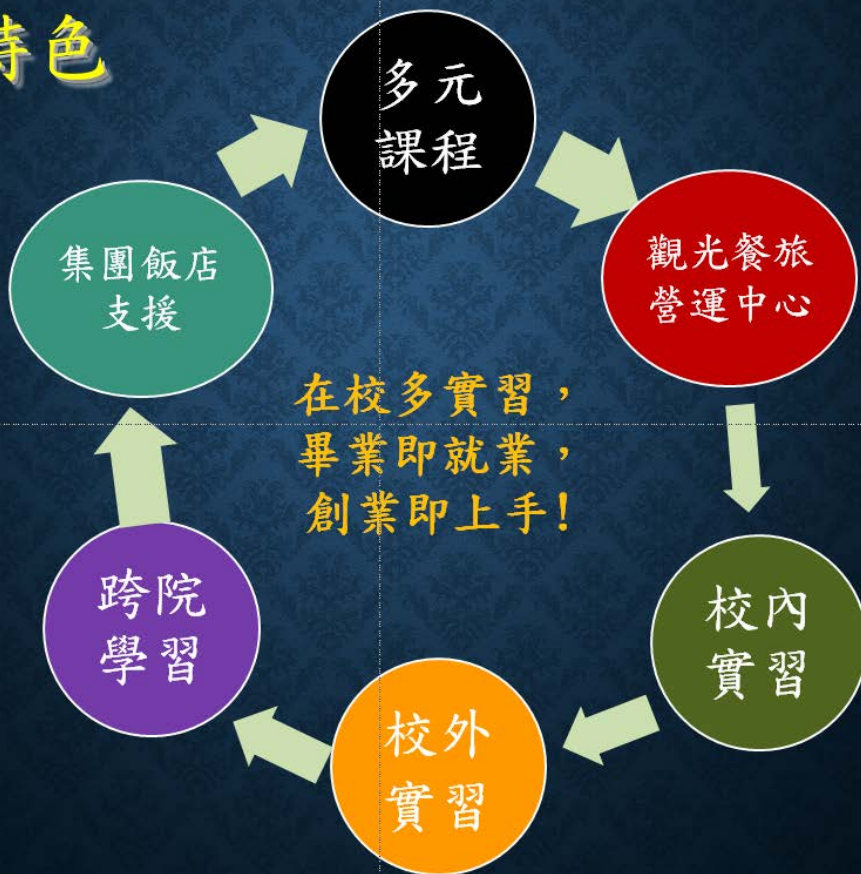 特色
多元
課程
觀光餐旅
營運中心
校內
實習
校外
實習
跨院
學習
集團飯店
支援
在校多實習，
畢業即就業，
創業即上手!